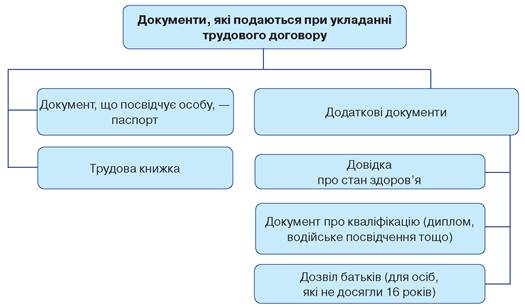 Документи, які подаються при укладанні
трудового договору
Документ, що посвідчує особу, —
паспорт
Трудова книжка
Додаткові документи
Довідка
про стан здоров'я
Документ про кваліфікацію (диплом,
водійське посвідчення тощо)
Дозвіл батьків (для осіб,
які не досягли 16 років)